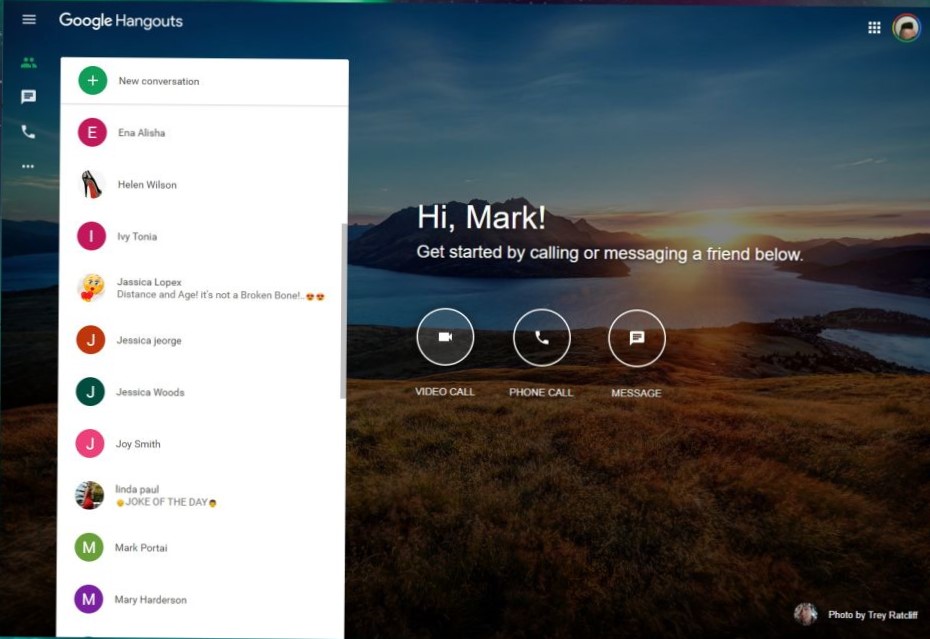 Google Hangouts
New conversation
E
Ena Alisha
Helen Wilson
I
Ivy Tonia
Jassica Lopex
Distance and Age! it's not a Broken Bone!..😍😍
J
Jessica jeorge
J
Jessica Woods
J
Joy Smith
linda paul
JOKE OF THE DAY
M
Mark Portai
M
Mary Harderson
Hi, Mark!
Get started by calling or messaging a friend below.
VIDEO CALL
PHONE CALL
MESSAGE
Photo by Trey Ratcliff